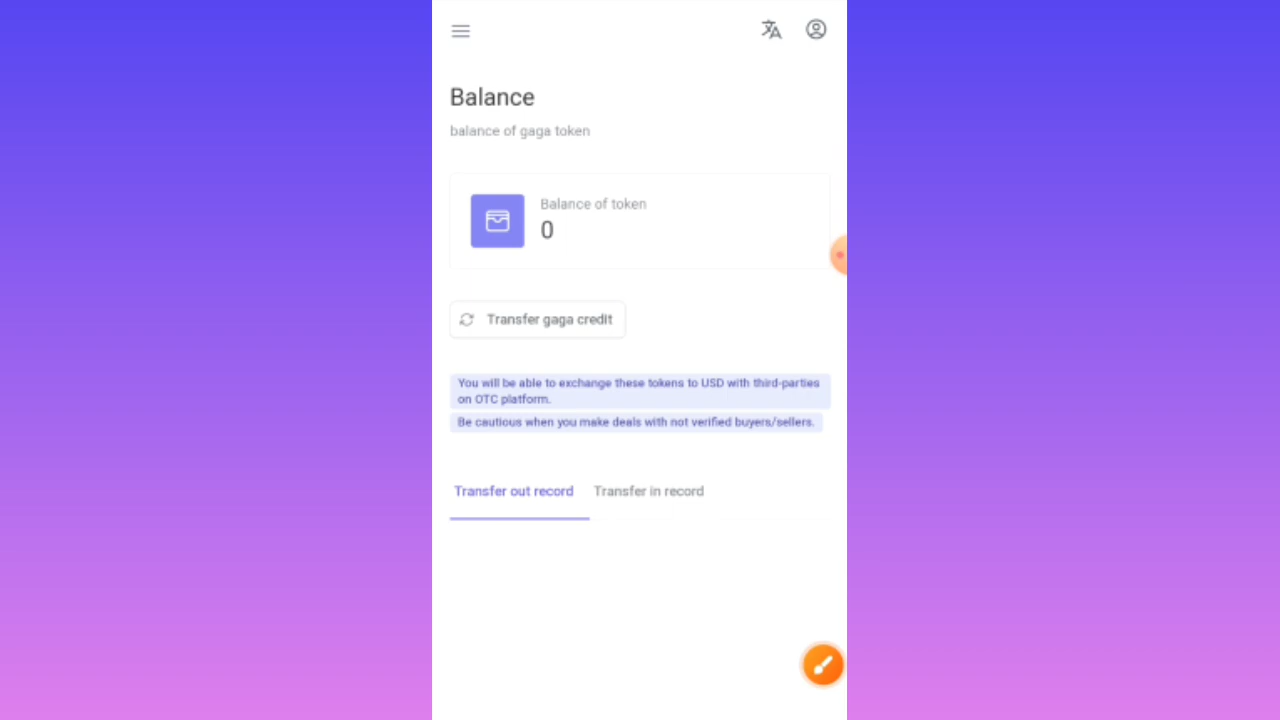 Balance
balance of gaga token
Balance of token
0
Transfer gaga credit
You will be able to exchange these tokens to USD with third-parties
on OTC platform.
Be cautious when you make deals with not verified buyers/sellers.
Transfer out record
Transfer in record